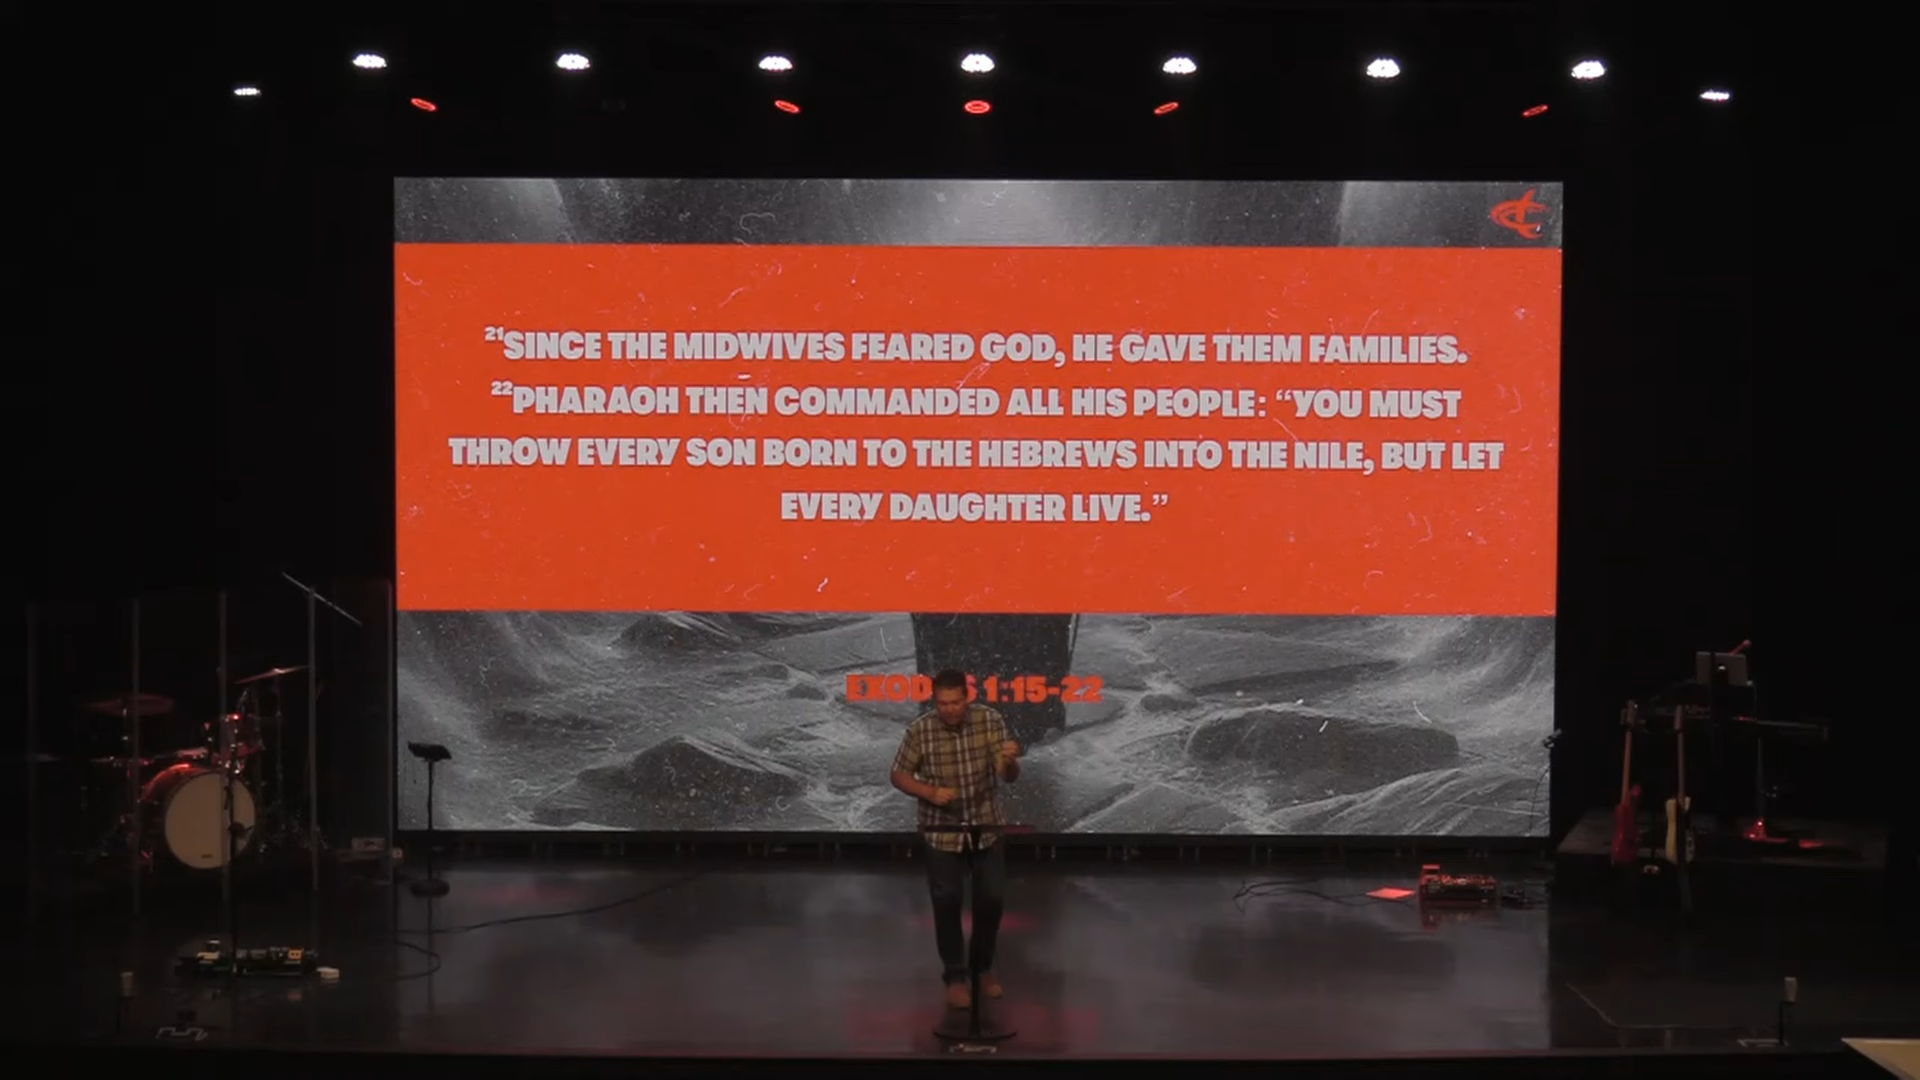 ²¹SINCE THE MIDWIVES FEARED GOD, HE GAVE THEM FAMILIES.
²²PHARAOH THEN COMMANDED ALL HIS PEOPLE: “YOU MUST
THROW EVERY SON BORN TO THE HEBREWS INTO THE NILE, BUT LET
EVERY DAUGHTER LIVE.”
1:15-22